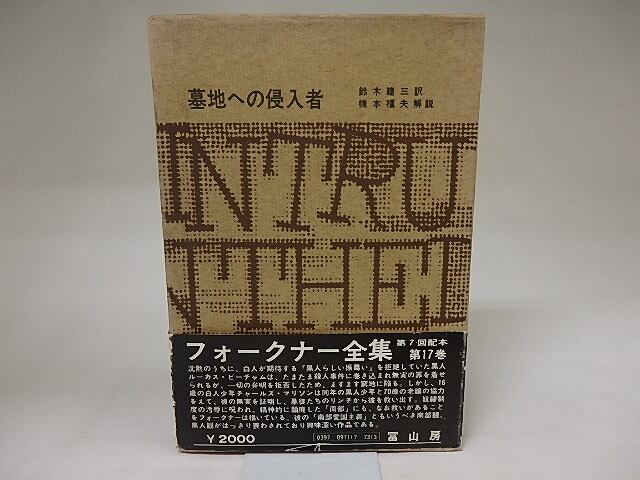 墓地への侵入者
鈴木建三訳
橋本福夫解説
INTRU
フォークナー全集
第7回配本
第17巻
沈黙のうちに、白人が期待する「黒人らしい振舞い」を拒絶していた黒人
ルーカス・ビーチャムは、たまたま殺人事件に巻き込まれ無実の罪を着せ
られるが、一切の弁明を拒否したため、ますます窮地に陥る。しかし、16
歳の白人少年チャールズ・マリソンは同年の黒人少年と70歳の老嬢の協力
をえて、彼の無実を証明し、暴徒たちのリンチから彼を救い出す。奴隷制
度の汚辱に呪われ、精神的に頽廃した「南部」にも、なお救いがあること
をフォークナーは描いている。彼の「南部愛国主義」ともいうべき南部観、
黒人観がはっきり表わされており興味深い作品である。
¥2000
0397-097117-7313
冨山房